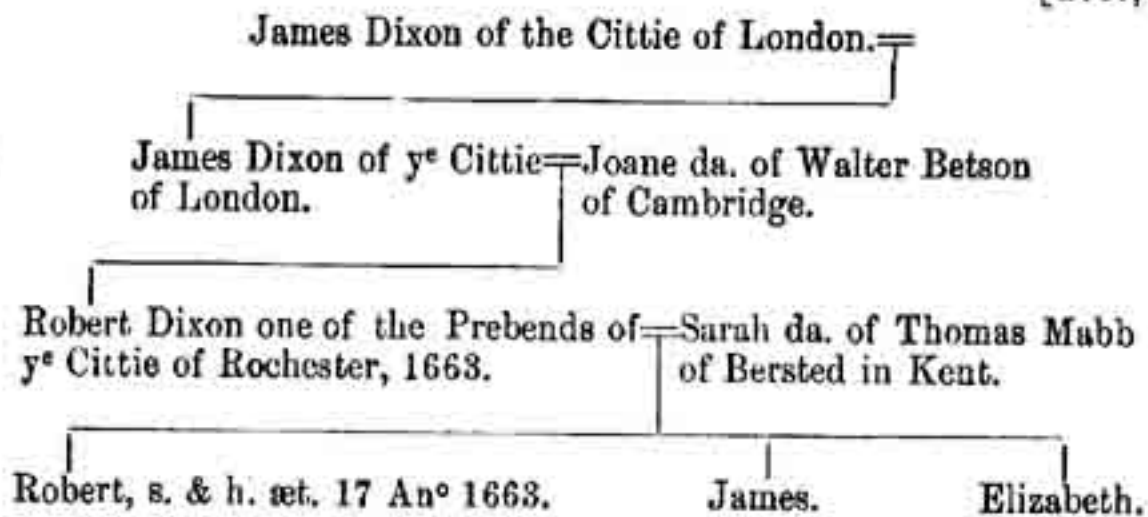 James Dixon of the Cittie of London.
James Dixon of yᵉ Cittie
of London.
Joane da. of Walter Betson
of Cambridge.
Robert Dixon one of the Prebends of
yᵉ Cittie of Rochester, 1663.
Sarah da. of Thomas Mabb
of Bersted in Kent.
Robert, s. & h. æt. 17 Anᵒ 1663.
James.
Elizabeth.